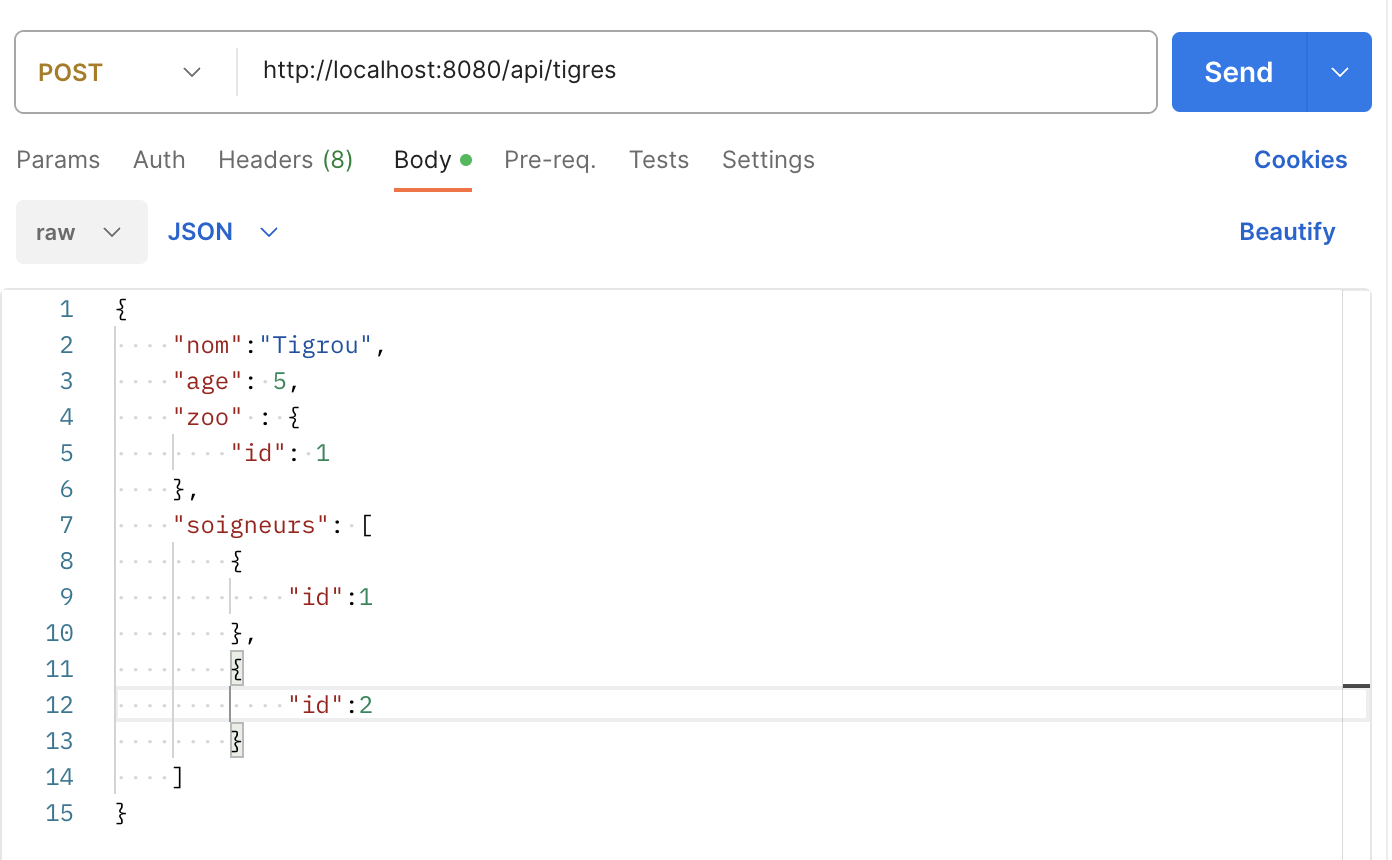 POST http://localhost:8080/api/tigres Send
Params Auth Headers (8) Body Pre-req. Tests Settings Cookies
raw JSON Beautify
1 {
2 "nom":"Tigrou",
3 "age": 5,
4 "zoo" : {
5 "id": 1
6 },
7 "soigneurs": [
8 {
9 "id":1
10 },
11 {
12 "id":2
13 }
14 ]
15 }